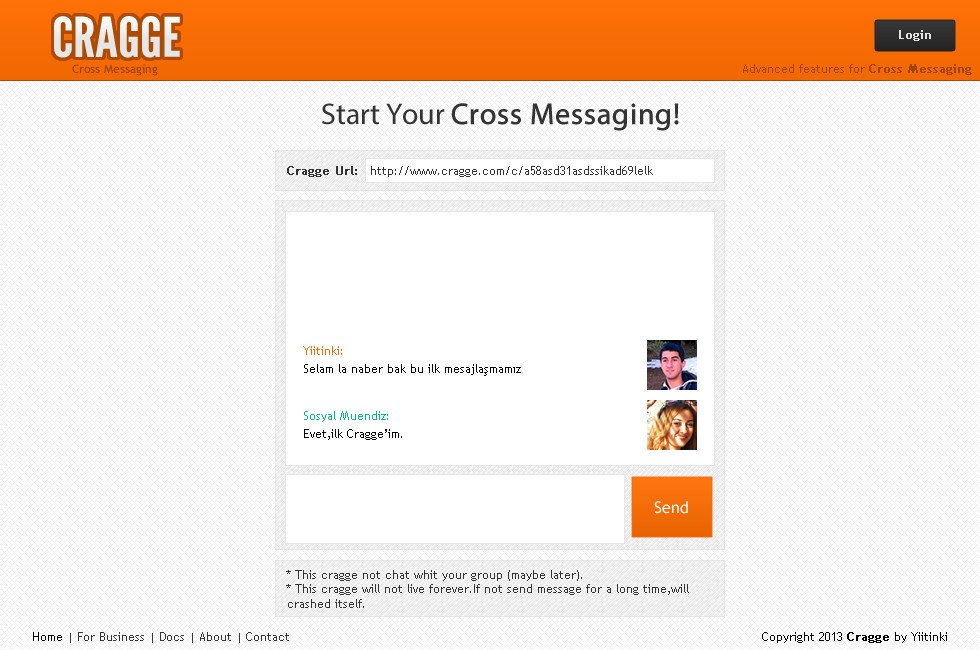 CRAGGE
Cross Messaging
Login
Advanced features for Cross Messaging
Start Your Cross Messaging!
Cragge Url: http://www.cragge.com/c/a58asd31asdssikad69lelk
Yiitinki:
Selam la naber bak bu ilk mesajlaşmamız
Sosyal Muendiz:
Evet,ilk Cragge'im.
Send
* This cragge not chat whit your group (maybe later).
* This cragge will not live forever.If not send message for a long time,will
crashed itself.
Home | For Business | Docs | About | Contact
Copyright 2013 Cragge by Yiitinki